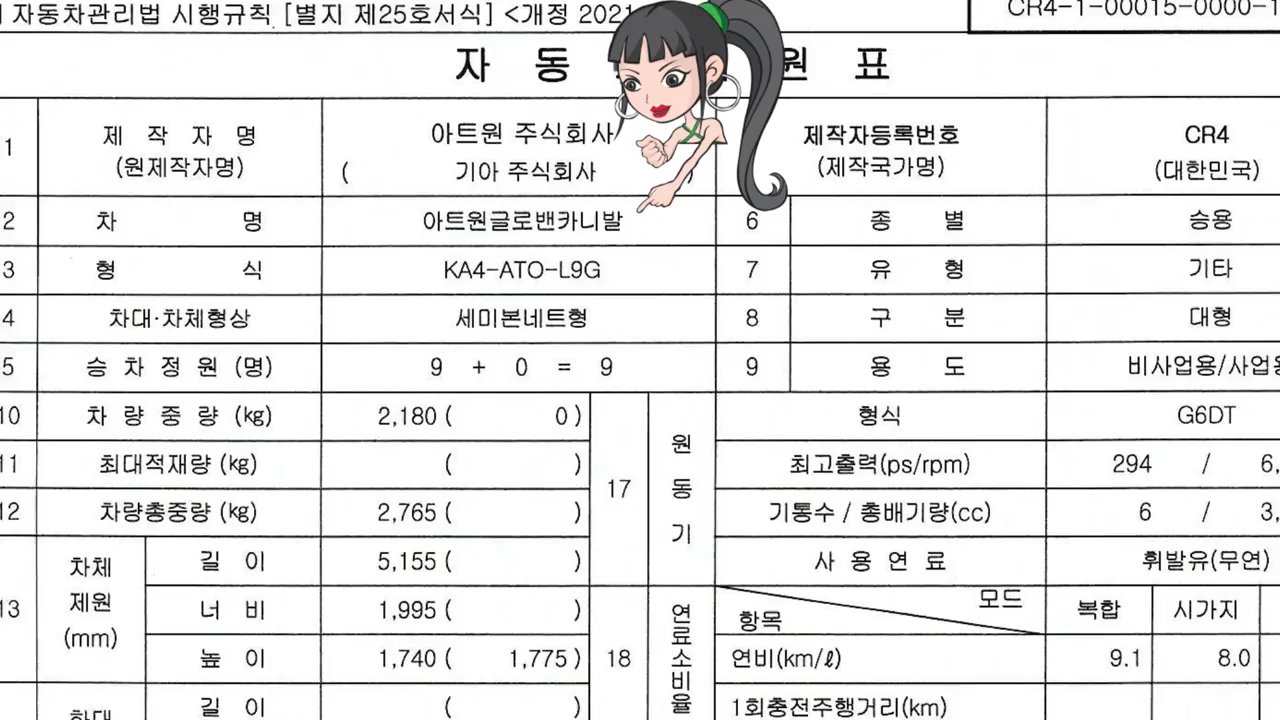 자동차관리법 시행규칙 [별지 제25호서식] <개정 2021
CR4-1-00015-0000-1
자 동 원 표
1 제 작 자 명 (원제작자명) 아트원 주식회사 ( 기아 주식회사 ) 제작자등록번호 (제작국가명) CR4 (대한민국)
2 차 명 아트원글로밴카니발 6 종 별 승용
3 형 식 KA4-ATO-L9G 7 유 형 기타
4 차대·차체형상 세미본네트형 8 구 분 대형
5 승 차 정 원 (명) 9 + 0 = 9 9 용 도 비사업용/사업용
10 차 량 중 량 (kg) 2,180 ( 0 ) 17 원 동 기 형식 G6DT
11 최대적재량 (kg) ( ) 최고출력(ps/rpm) 294 / 6,
12 차량총중량 (kg) 2,765 ( ) 기통수 / 총배기량(cc) 6 / 3,
13 차체 제원 (mm) 길 이 5,155 ( ) 사 용 연 료 휘발유(무연)
너 비 1,995 ( ) 18 연료소비율 항목 모드 복합 시가지
높 이 1,740 ( 1,775 ) 연비(km/ℓ) 9.1 8.0
하대 길 이 ( ) 1회충전주행거리(km)